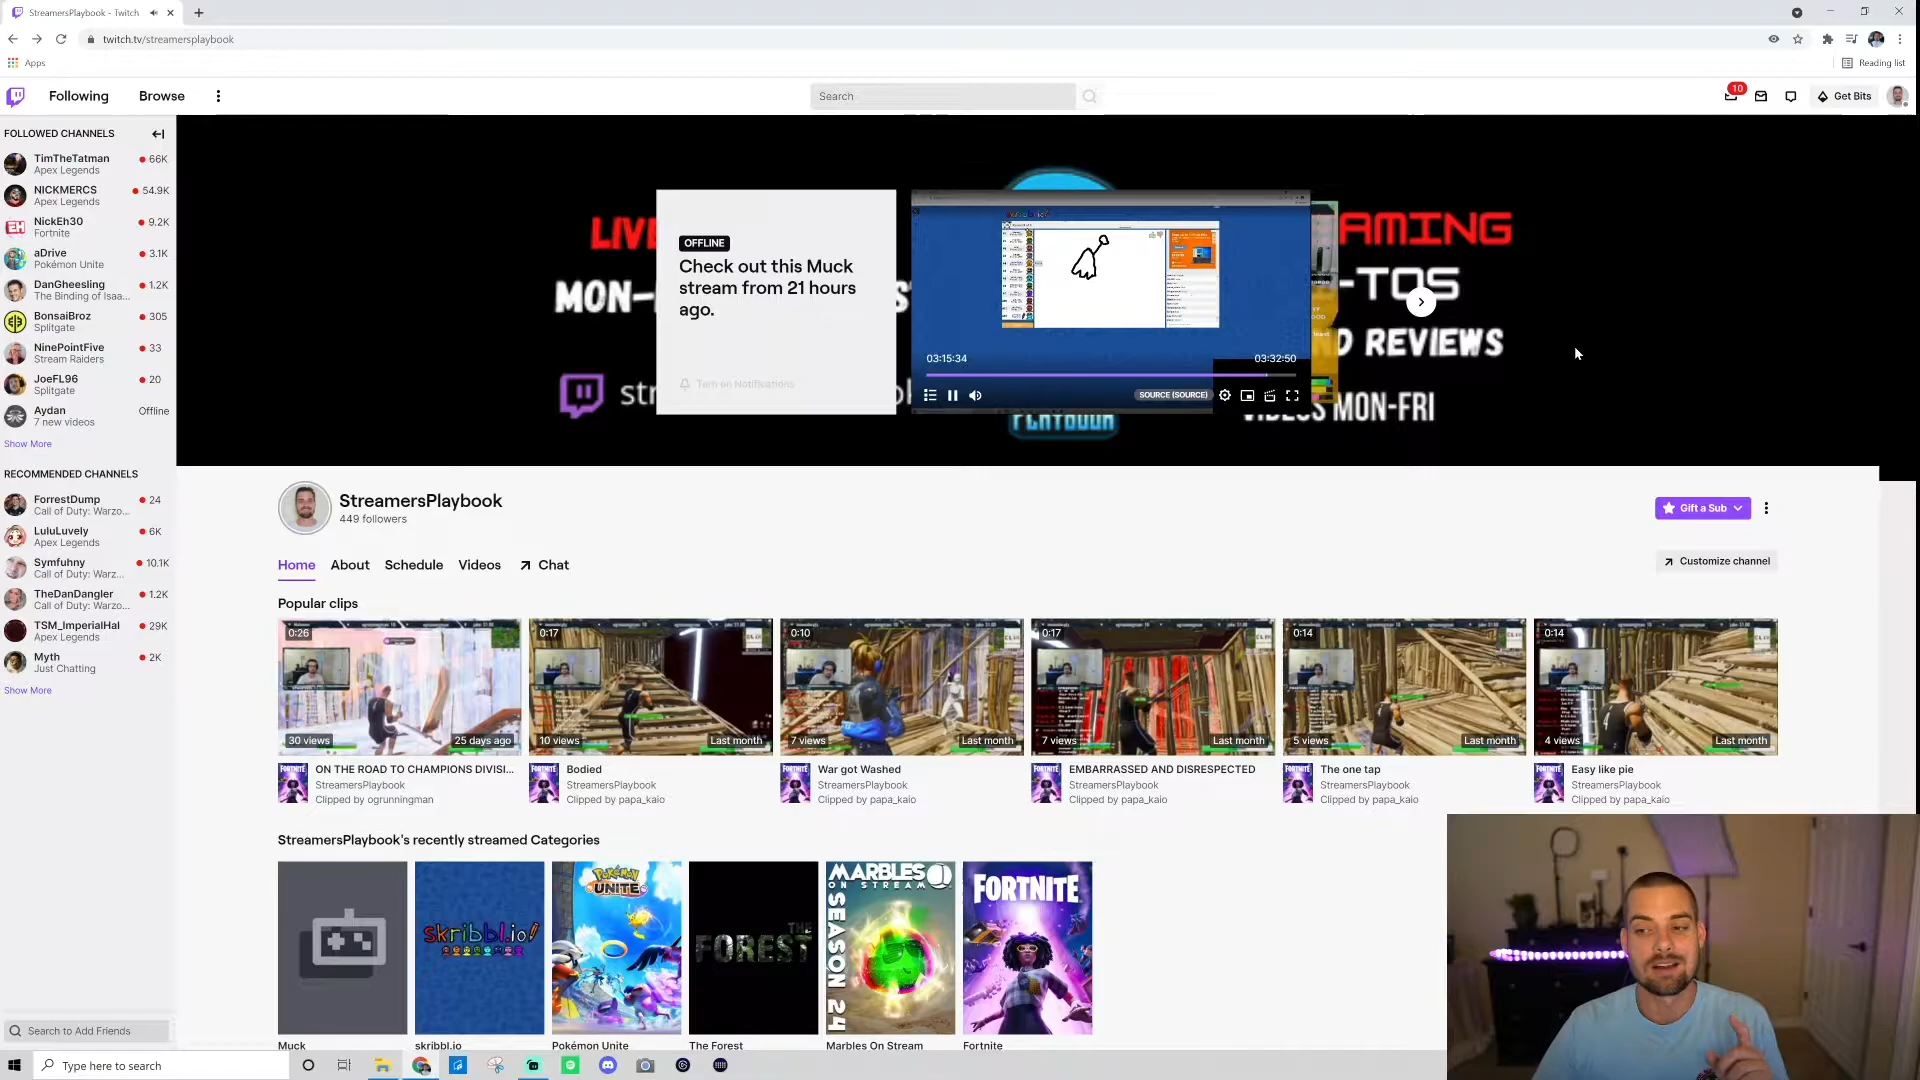 StreamersPlaybook - Twitch
twitch.tv/streamersplaybook
Apps
Reading list
Following
Browse
Search
10
Get Bits
FOLLOWED CHANNELS
TimTheTatman
66K
Apex Legends
NICKMERCS
54.9K
Apex Legends
NickEh30
9.2K
Fortnite
aDrive
3.1K
Pokémon Unite
DanGheesling
1.2K
The Binding of Isaa...
BonsaiBroz
305
Splitgate
NinePointFive
33
Stream Raiders
JoeFL96
20
Splitgate
Aydan
Offline
7 new videos
Show More
RECOMMENDED CHANNELS
ForrestDump
24
Call of Duty: Warzo...
LuluLuvely
6K
Apex Legends
Symfuhny
10.1K
Call of Duty: Warz...
TheDanDangler
1.2K
Call of Duty: Warzo...
TSM_ImperialHal
29K
Apex Legends
Myth
2K
Just Chatting
Show More
Search to Add Friends
LIVE
MON-
str
AMING
-TOS
D REVIEWS
VIDEOS MON-FRI
PLAYBOOK
OFFLINE
Check out this Muck
stream from 21 hours
ago.
Turn on Notifications
03:15:34
03:32:50
SOURCE (SOURCE)
StreamersPlaybook
449 followers
Gift a Sub
Home
About
Schedule
Videos
Chat
Customize channel
Popular clips
0:26
30 views
25 days ago
ON THE ROAD TO CHAMPIONS DIVISI...
StreamersPlaybook
Clipped by ogrunningman
0:17
10 views
Last month
Bodied
StreamersPlaybook
Clipped by papa_kaio
0:10
7 views
Last month
War got Washed
StreamersPlaybook
Clipped by papa_kaio
0:17
7 views
Last month
EMBARRASSED AND DISRESPECTED
StreamersPlaybook
Clipped by papa_kaio
0:14
5 views
Last month
The one tap
StreamersPlaybook
Clipped by papa_kaio
0:14
4 views
Last month
Easy like pie
StreamersPlaybook
Clipped by papa_kaio
StreamersPlaybook's recently streamed Categories
skribbl.io!
POKÉMON
UNITE
THE
FOREST
MARBLES
ON STREAM
SEASON 24
FORTNITE
Muck
skribbl.io
Pokémon Unite
The Forest
Marbles On Stream
Fortnite
Type here to search